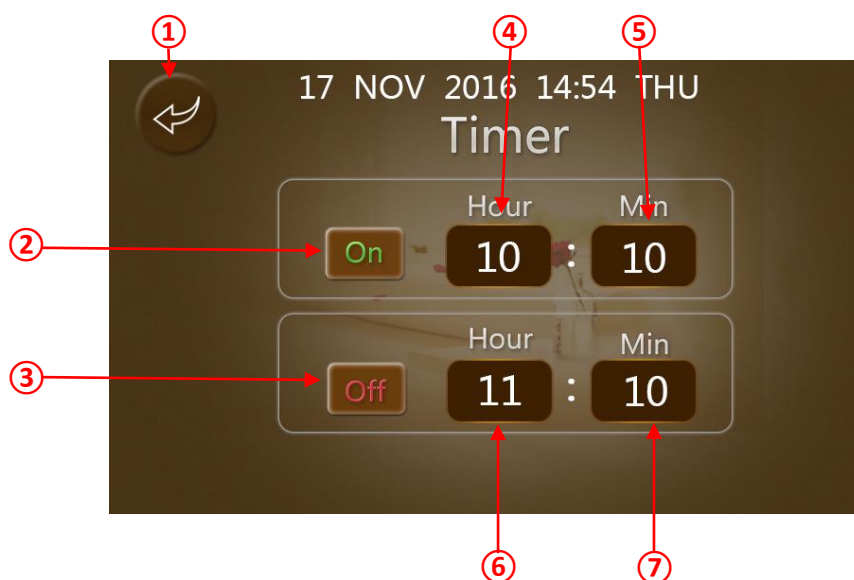 ① ④ ⑤
17 NOV 2016 14:54 THU
Timer
Hour Min
② On 10 : 10
Hour Min
③ Off 11 : 10
⑥ ⑦